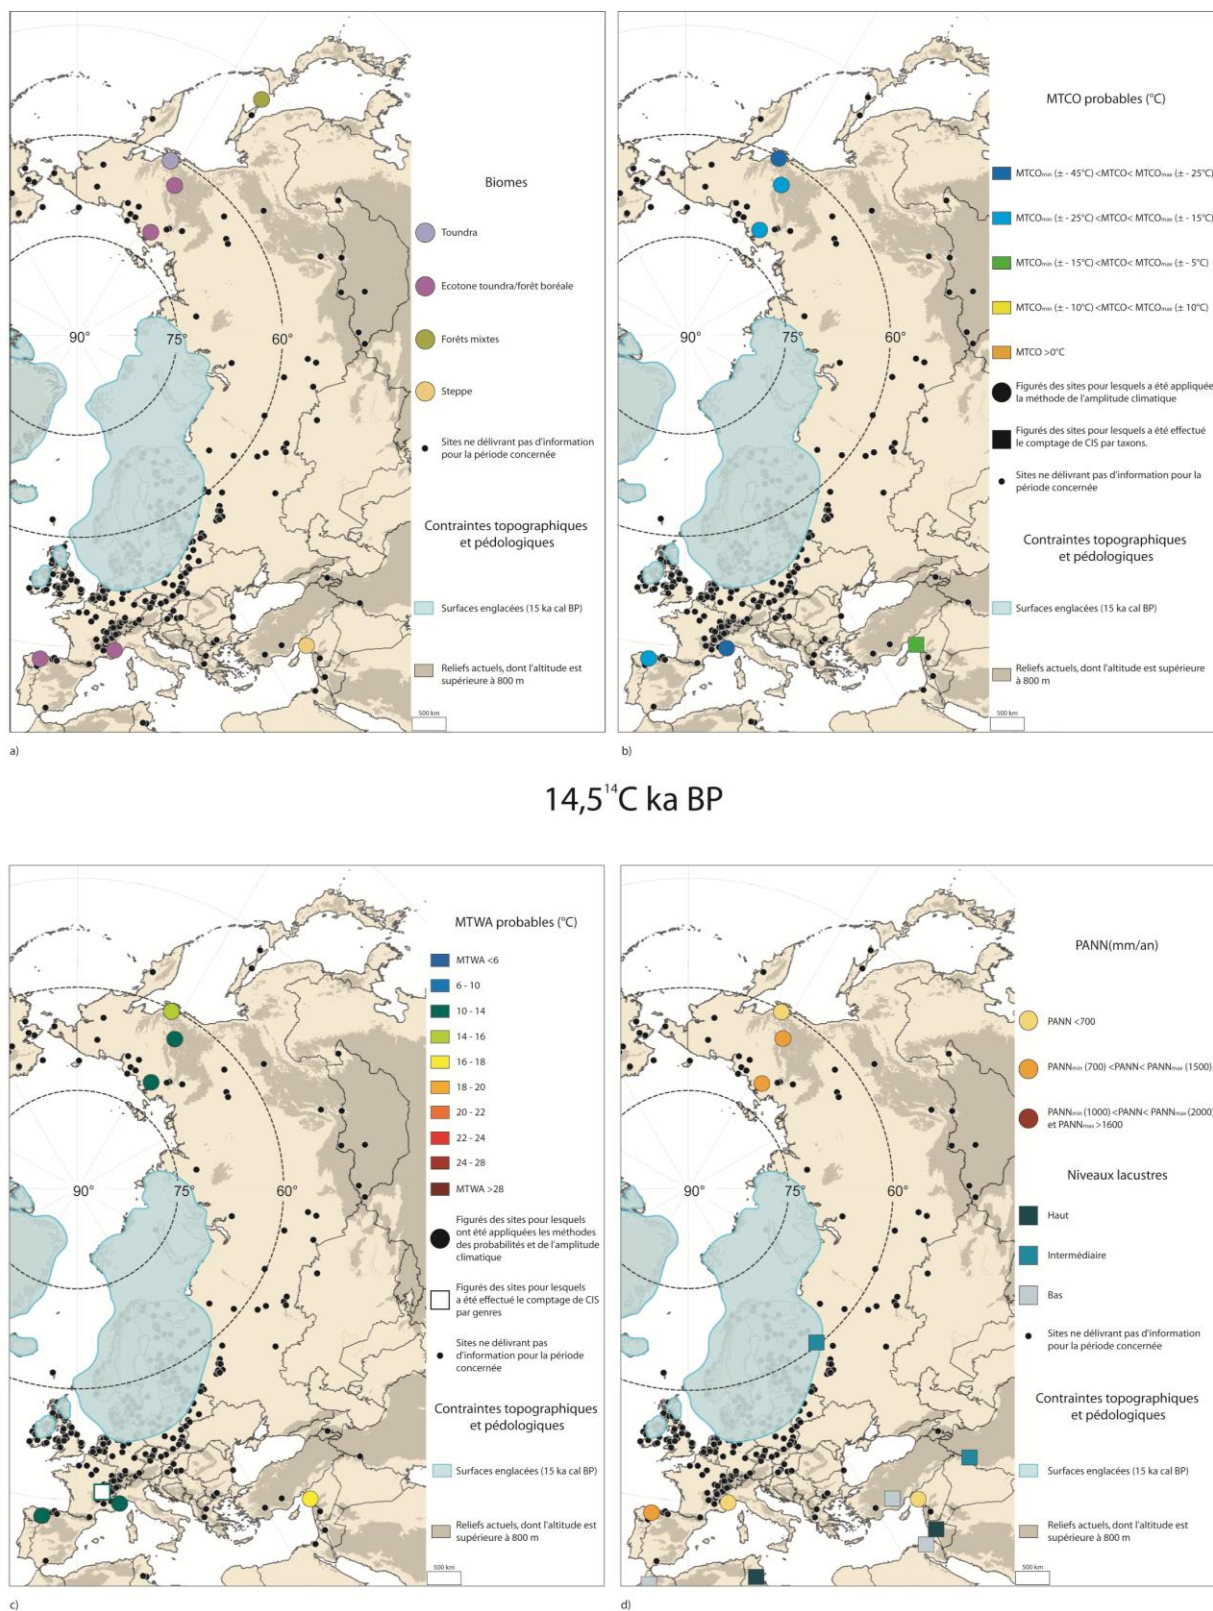 90°
75°
60°
Biomes
Toundra
Ecotone toundra/forêt boréale
Forêts mixtes
Steppe
Sites ne délivrant pas d'information
pour la période concernée
Contraintes topographiques
et pédologiques
Surfaces englacées (15 ka cal BP)
Reliefs actuels, dont l'altitude est
supérieure à 800 m
500 km
a)
90°
75°
60°
MTCO probables (°C)
MTCOmin (± - 45°C) <MTCO< MTCOmax (± - 25°C)
MTCOmin (± - 25°C) <MTCO< MTCOmax (± - 15°C)
MTCOmin (± - 15°C) <MTCO< MTCOmax (± - 5°C)
MTCOmin (± - 10°C) <MTCO< MTCOmax (± 10°C)
MTCO >0°C
Figurés des sites pour lesquels a été appliquée
la méthode de l'amplitude climatique
Figurés des sites pour lesquels a été effectué
le comptage de CIS par taxons.
Sites ne délivrant pas d'information pour la
période concernée
Contraintes topographiques
et pédologiques
Surfaces englacées (15 ka cal BP)
Reliefs actuels, dont l'altitude est supérieure
à 800 m
500 km
b)
14,5¹⁴C ka BP
90°
75°
60°
MTWA probables (°C)
MTWA <6
6 - 10
10 - 14
14 - 16
16 - 18
18 - 20
20 - 22
22 - 24
24 - 28
MTWA >28
Figurés des sites pour lesquels
ont été appliquées les méthodes
des probabilités et de l'amplitude
climatique
Figurés des sites pour lesquels
a été effectué le comptage de CIS
par genres
Sites ne délivrant pas
d'information pour la période
concernée
Contraintes topographiques
et pédologiques
Surfaces englacées (15 ka cal BP)
Reliefs actuels, dont l'altitude est
supérieure à 800 m
500 km
c)
90°
75°
60°
PANN(mm/an)
PANN <700
PANNmin (700) <PANN< PANNmax (1500)
PANNmin (1000) <PANN< PANNmax (2000)
et PANNmax >1600
Niveaux lacustres
Haut
Intermédiaire
Bas
Sites ne délivrant pas d'information
pour la période concernée
Contraintes topographiques
et pédologiques
Surfaces englacées (15 ka cal BP)
Reliefs actuels, dont l'altitude est
supérieure à 800 m
500 km
d)